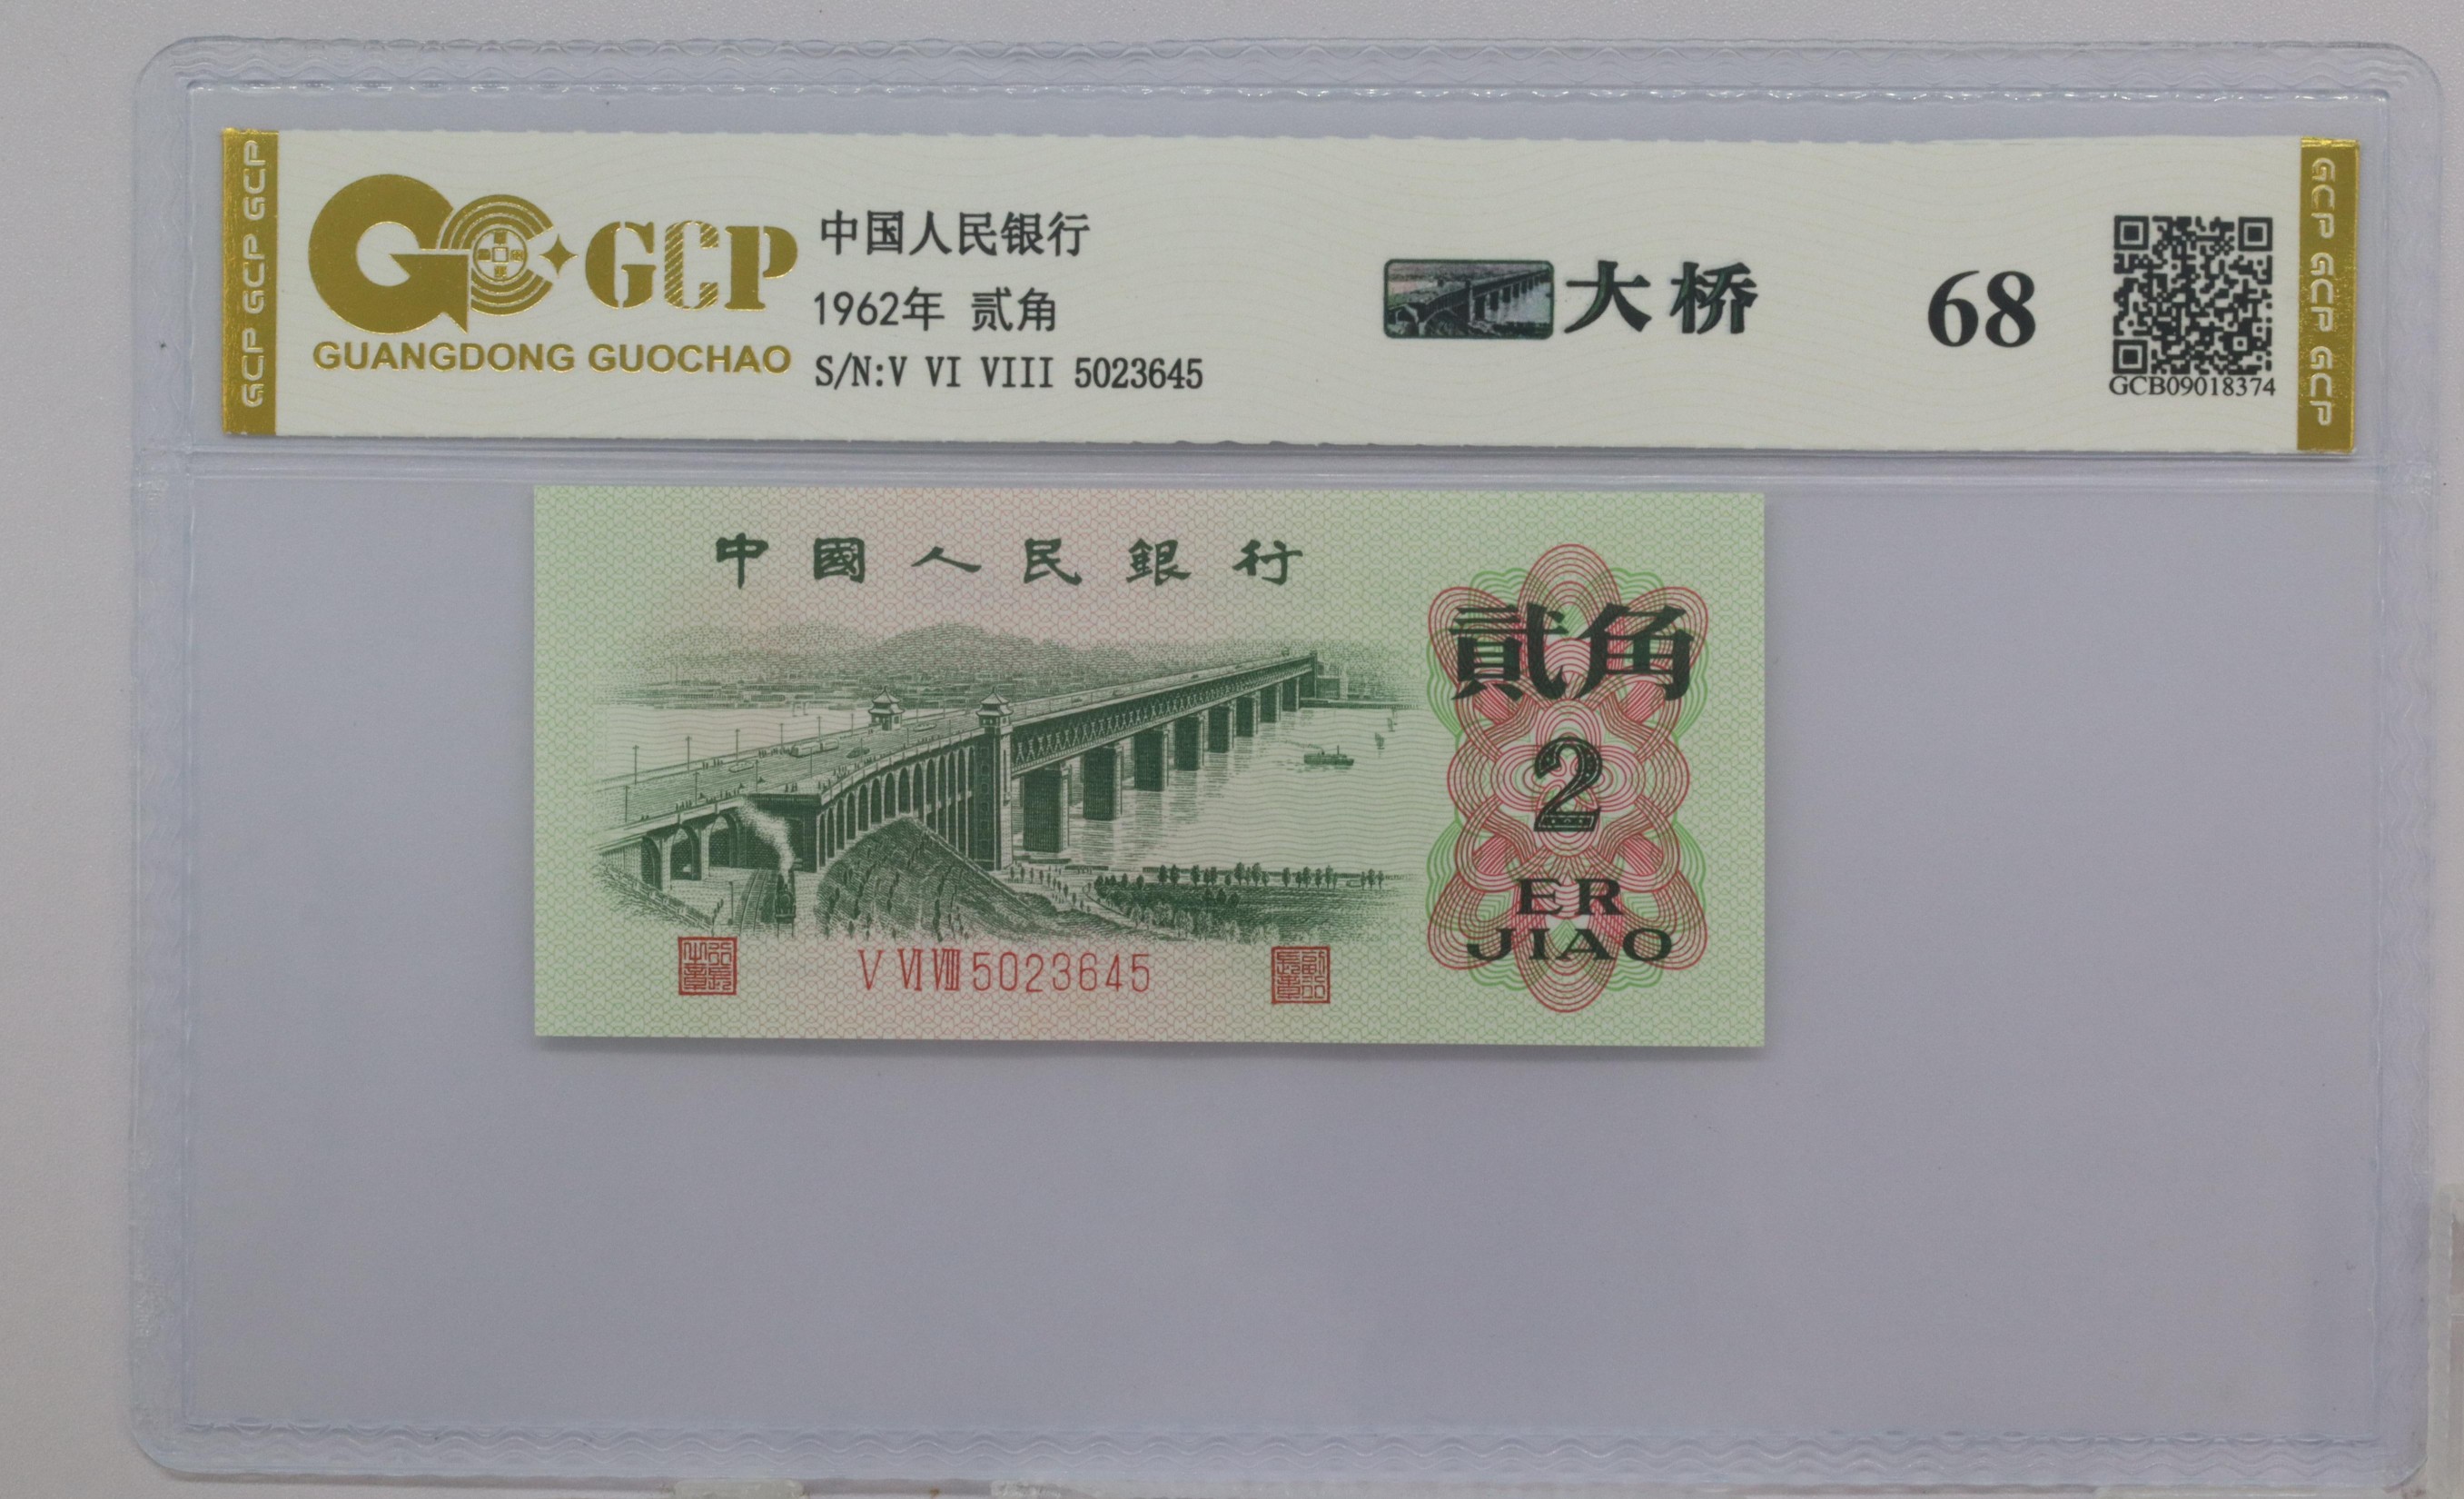 GCP GCP GCP
GCP
GUANGDONG GUOCHAO
中国人民银行
1962年 贰角
S/N:V VI VIII 5023645
大桥
68
GCB09018374
GCP GCP GCP
中國人民銀行
貳角
2
ER
JIAO
V VI VIII 5023645